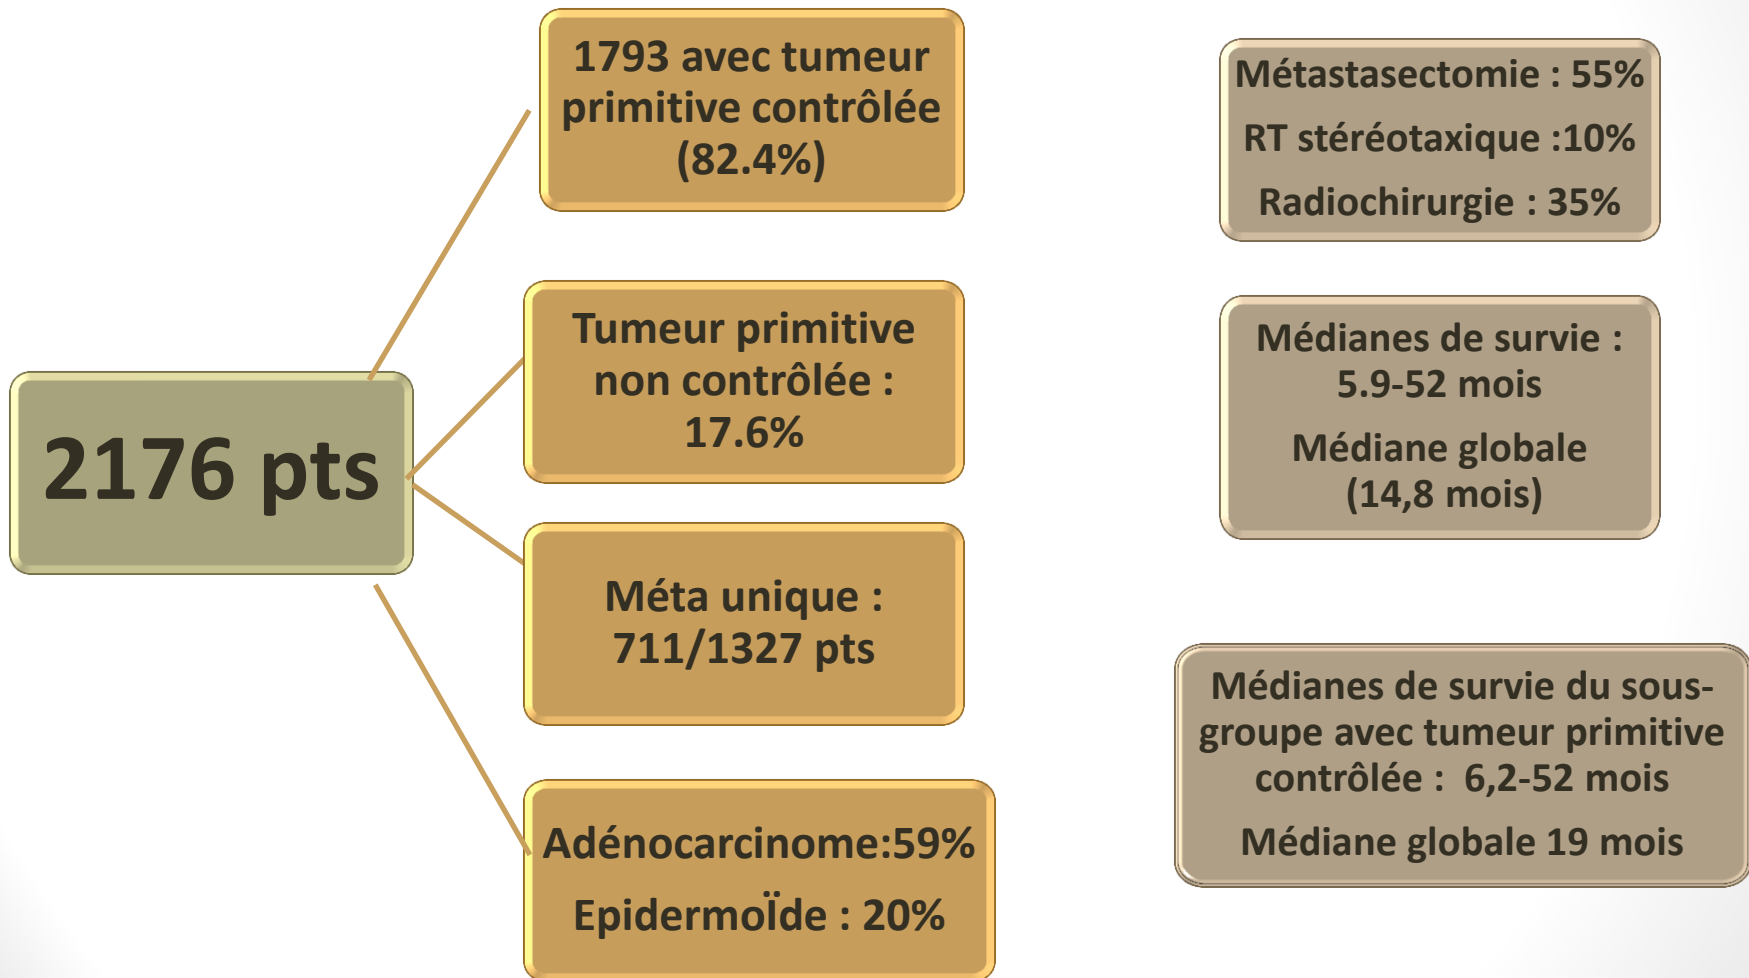 2176 pts
1793 avec tumeur
primitive contrôlée
(82.4%)
Tumeur primitive
non contrôlée :
17.6%
Méta unique :
711/1327 pts
Adénocarcinome:59%
EpidermoÏde : 20%
Métastasectomie : 55%
RT stéréotaxique :10%
Radiochirurgie : 35%
Médianes de survie :
5.9-52 mois
Médiane globale
(14,8 mois)
Médianes de survie du sous-
groupe avec tumeur primitive
contrôlée :  6,2-52 mois
Médiane globale 19 mois